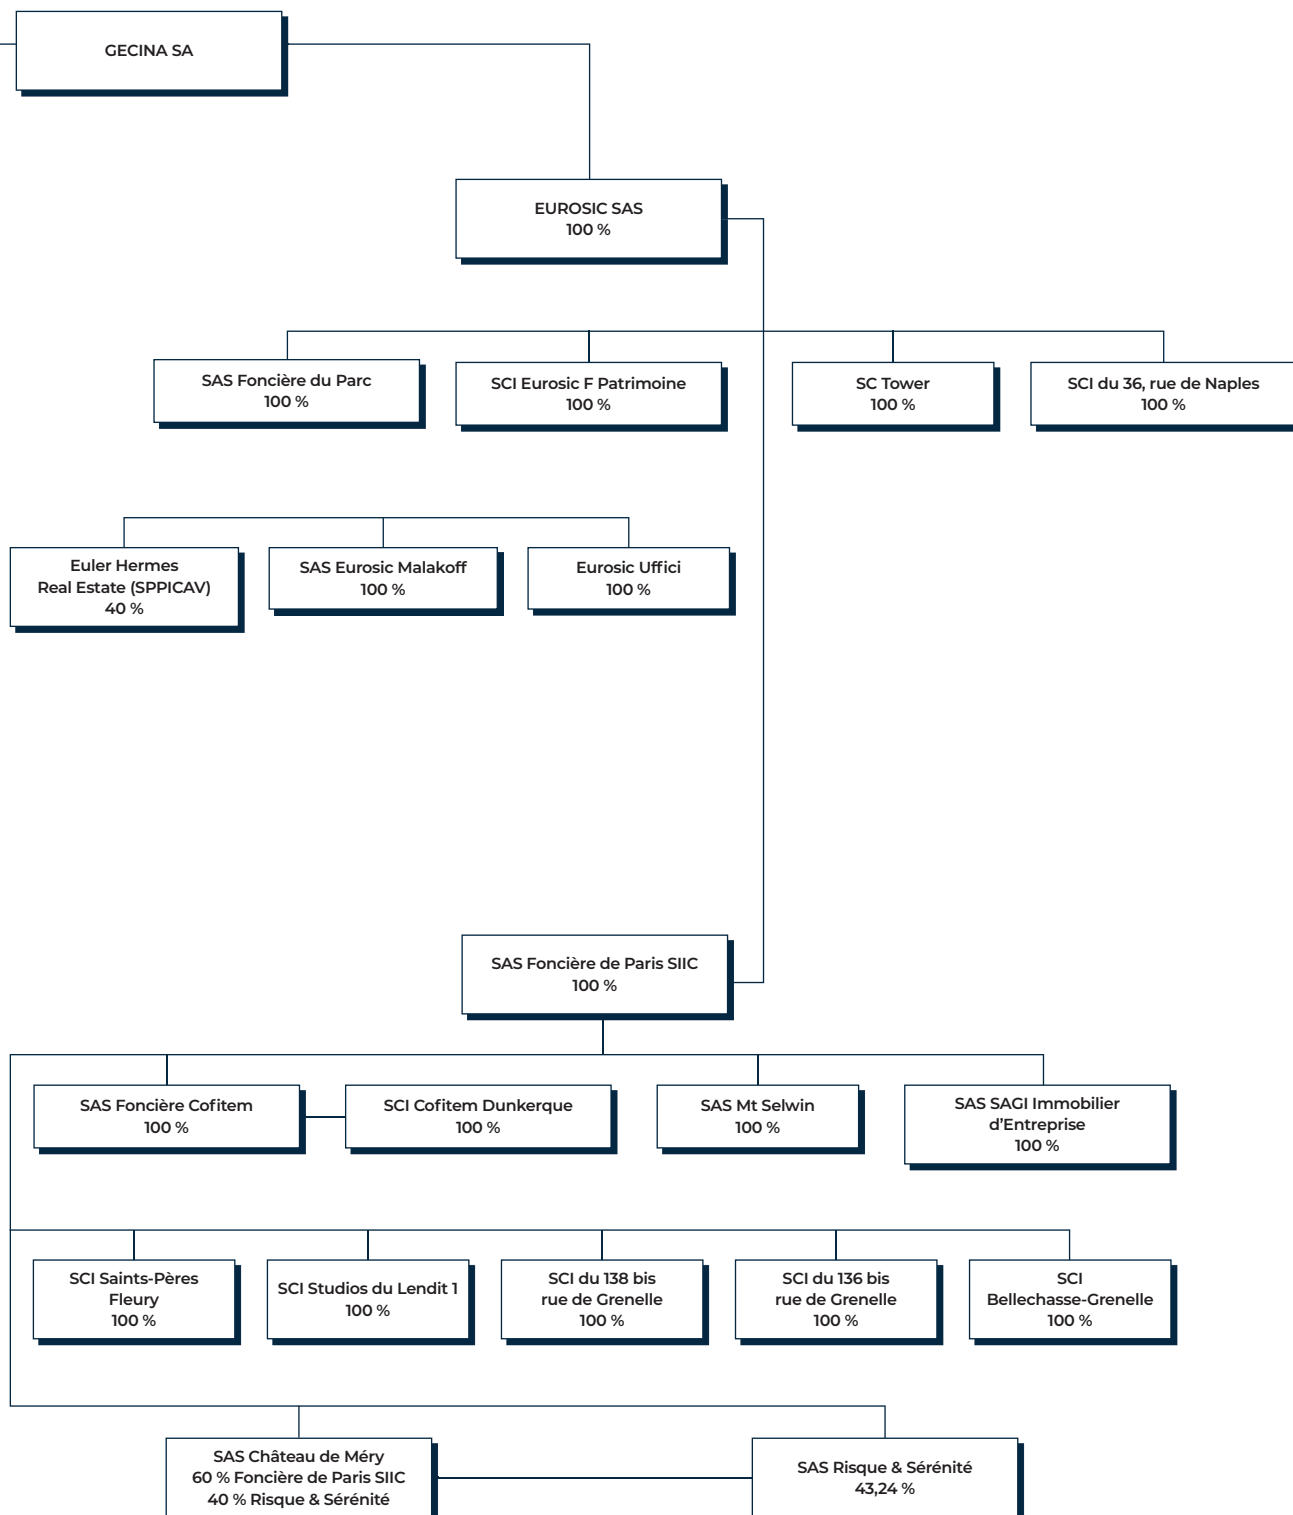 GECINA SA
EUROSIC SAS
100 %
SAS Foncière du Parc
100 %
SCI Eurosic F Patrimoine
100 %
SC Tower
100 %
SCI du 36, rue de Naples
100 %
Euler Hermes
Real Estate (SPPICAV)
40 %
SAS Eurosic Malakoff
100 %
Eurosic Uffici
100 %
SAS Foncière de Paris SIIC
100 %
SAS Foncière Cofitem
100 %
SCI Cofitem Dunkerque
100 %
SAS Mt Selwin
100 %
SAS SAGI Immobilier
d’Entreprise
100 %
SCI Saints-Pères
Fleury
100 %
SCI Studios du Lendit 1
100 %
SCI du 138 bis
rue de Grenelle
100 %
SCI du 136 bis
rue de Grenelle
100 %
SCI
Bellechasse-Grenelle
100 %
SAS Château de Méry
60 % Foncière de Paris SIIC
40 % Risque & Sérénité
SAS Risque & Sérénité
43,24 %